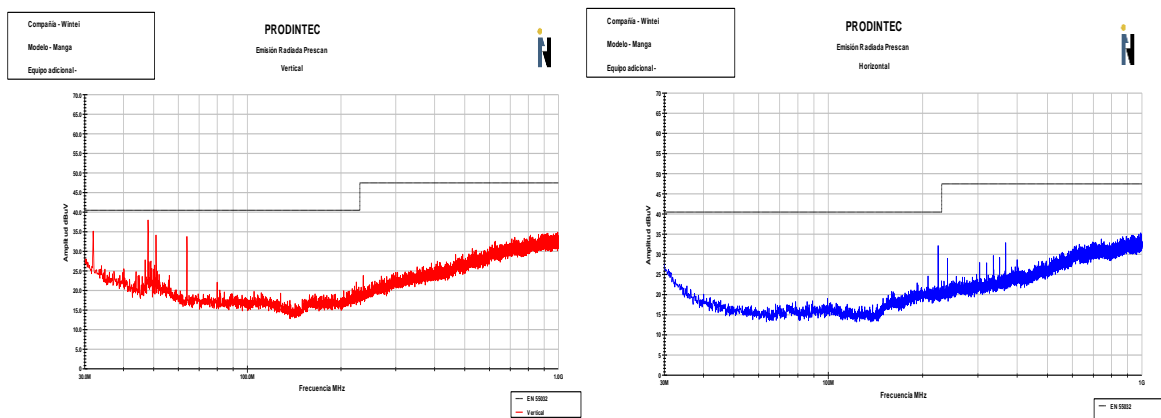 Compañía - Wintei
Modelo - Manga
Equipo adicional -
PRODINTEC
Emisión Radiada Prescan
Vertical
70.0
65.0
60.0
55.0
50.0
45.0
40.0
35.0
30.0
25.0
20.0
15.0
10.0
5.0
0
Amplitud dBuV
30.0M
100.0M
1.0G
Frecuencia MHz
EN 55032
Vertical
Compañía - Wintei
Modelo - Manga
Equipo adicional -
PRODINTEC
Emisión Radiada Prescan
Horizontal
70
65
60
55
50
45
40
35
30
25
20
15
10
5
0
Amplitud dBuV
30M
100M
1G
Frecuencia MHz
EN 55032